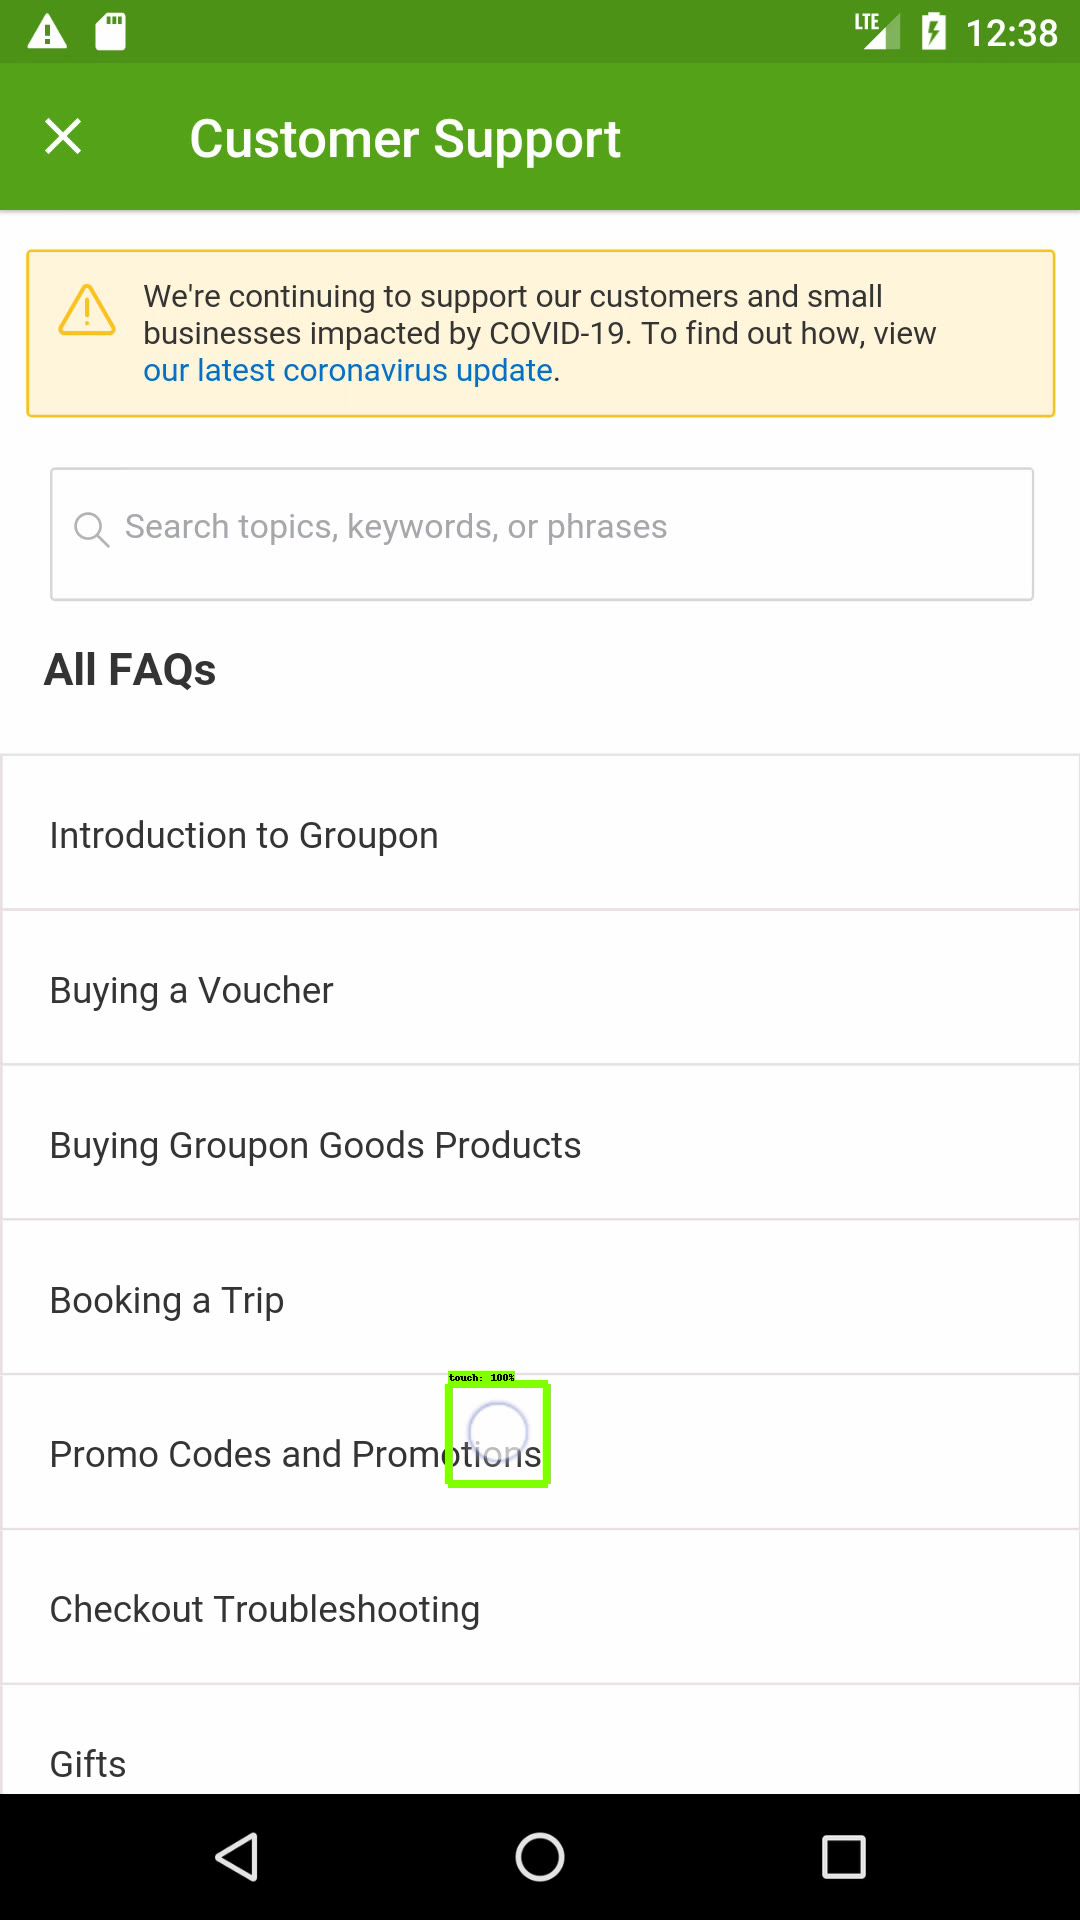 LTE 12:38
Customer Support
We're continuing to support our customers and small
businesses impacted by COVID-19. To find out how, view
our latest coronavirus update.
Search topics, keywords, or phrases
All FAQs
Introduction to Groupon
Buying a Voucher
Buying Groupon Goods Products
Booking a Trip
touch: 100%
Promo Codes and Promotions
Checkout Troubleshooting
Gifts